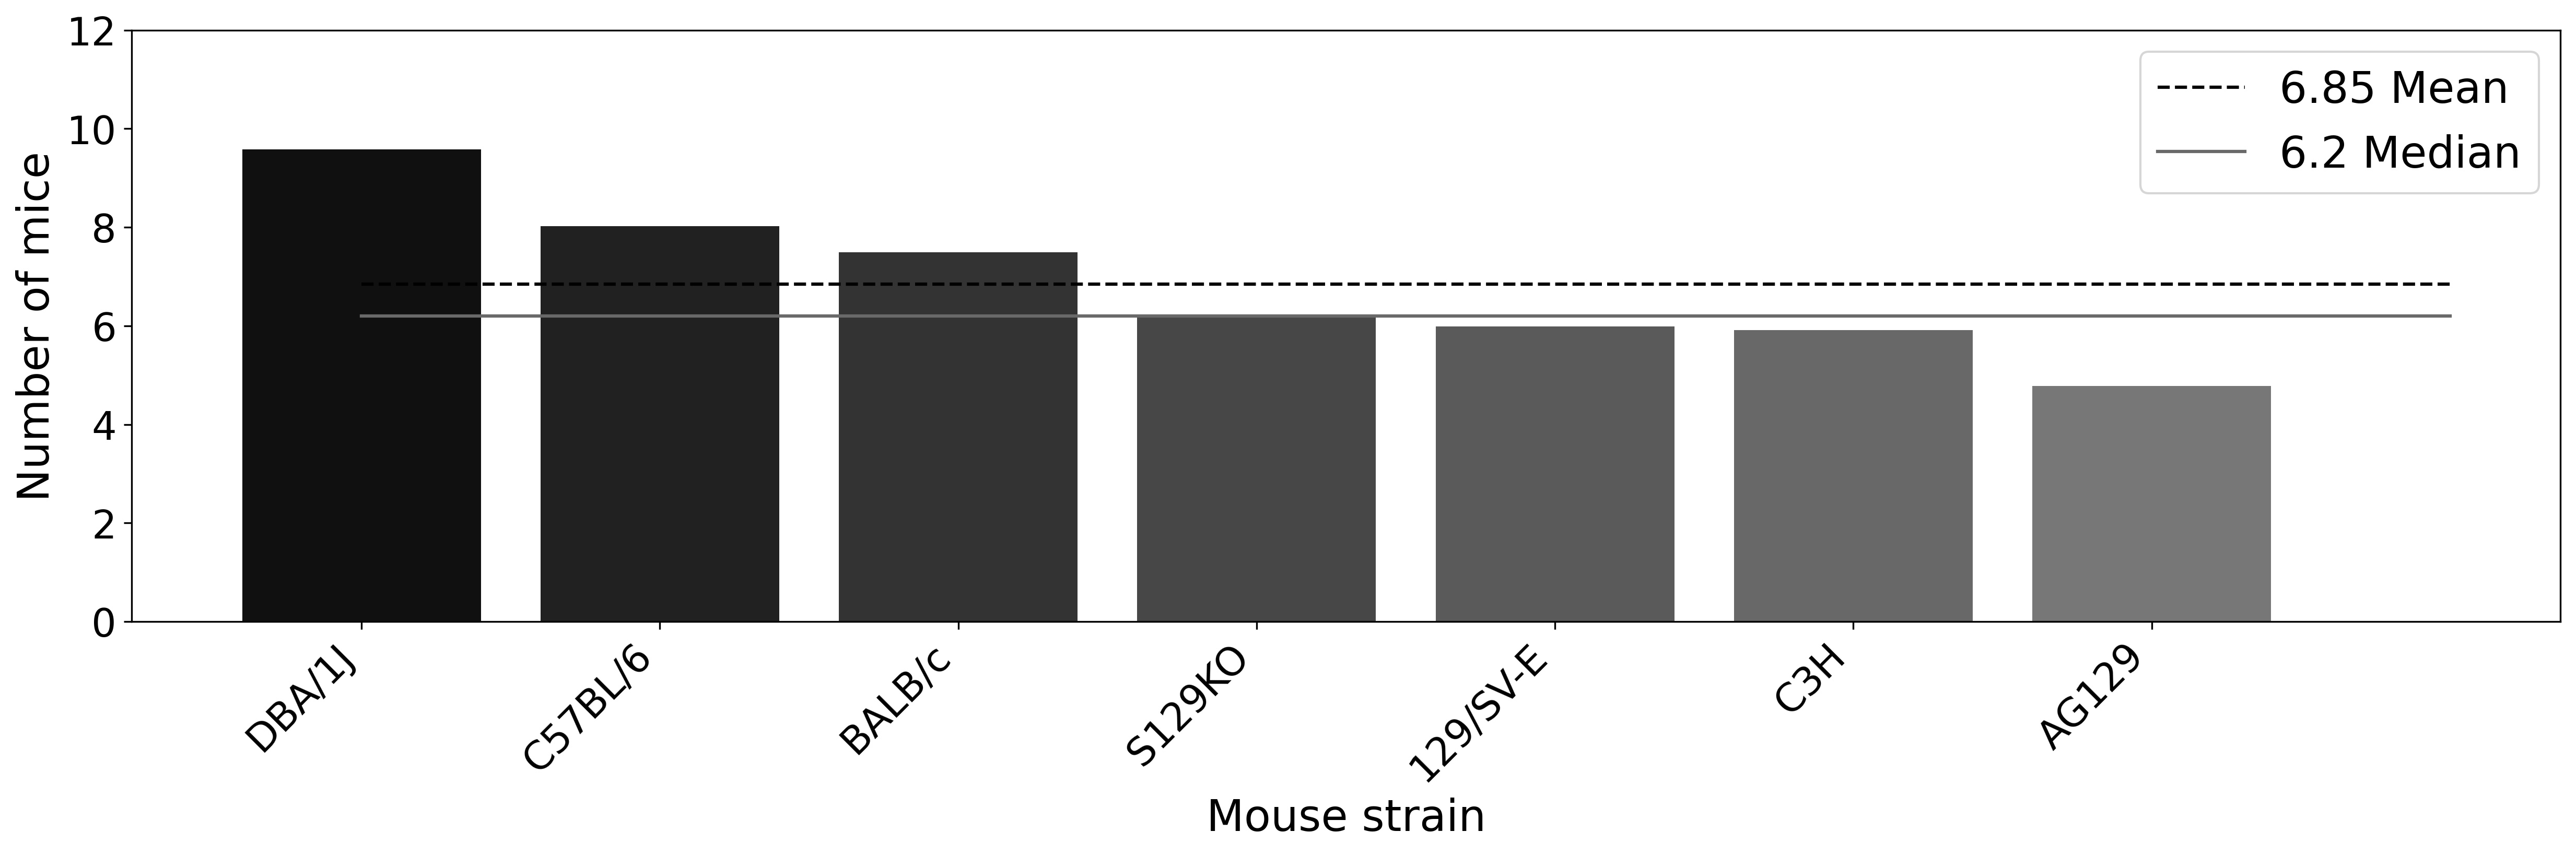 12
10
8
6
4
2
0
Number of mice
6.85 Mean
6.2 Median
DBA/1J
C57BL/6
BALB/c
S129KO
129/SV-E
C3H
AG129
Mouse strain